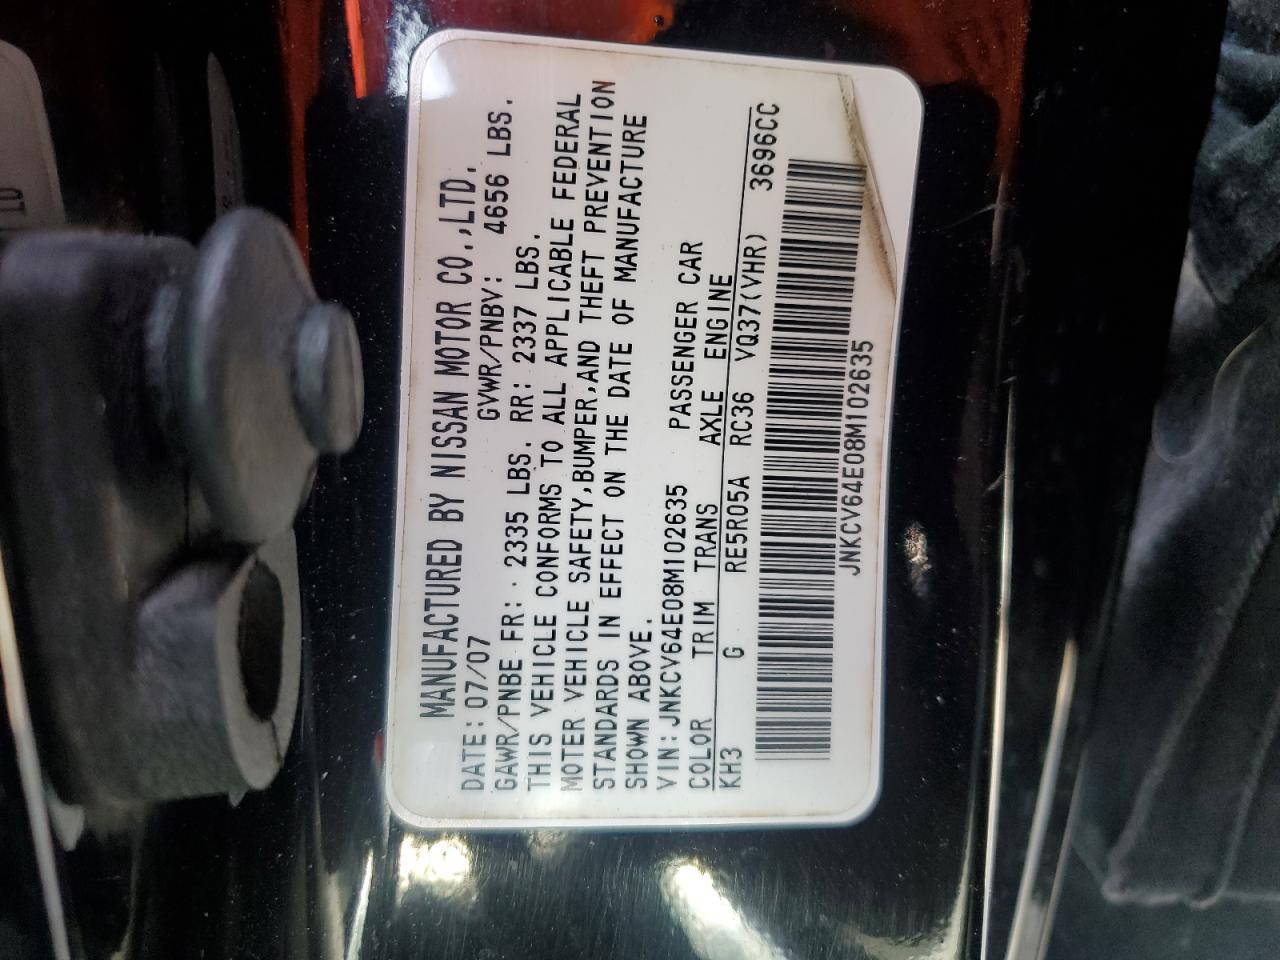 MANUFACTURED BY NISSAN MOTOR CO.,LTD.
DATE: 07/07 GVWR/PNBV: 4656 LBS.
GAWR/PNBE FR: 2335 LBS. RR: 2337 LBS.
THIS VEHICLE CONFORMS TO ALL APPLICABLE FEDERAL
MOTER VEHICLE SAFETY,BUMPER,AND THEFT PREVENTION
STANDARDS IN EFFECT ON THE DATE OF MANUFACTURE
SHOWN ABOVE.
VIN: JNKCV64E08M102635 PASSENGER CAR
COLOR TRIM TRANS AXLE ENGINE
KH3 G RE5R05A RC36 VQ37(VHR) 3696CC
JNKCV64E08M102635